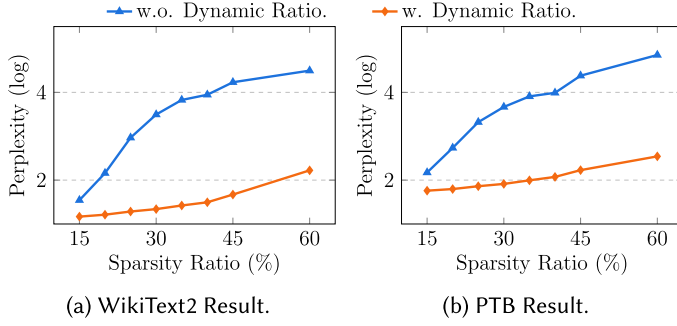 w.o. Dynamic Ratio. w. Dynamic Ratio.
Perplexity (log)
4
2
15 30 45 60
Sparsity Ratio (%)
(a) WikiText2 Result.
Perplexity (log)
4
2
15 30 45 60
Sparsity Ratio (%)
(b) PTB Result.